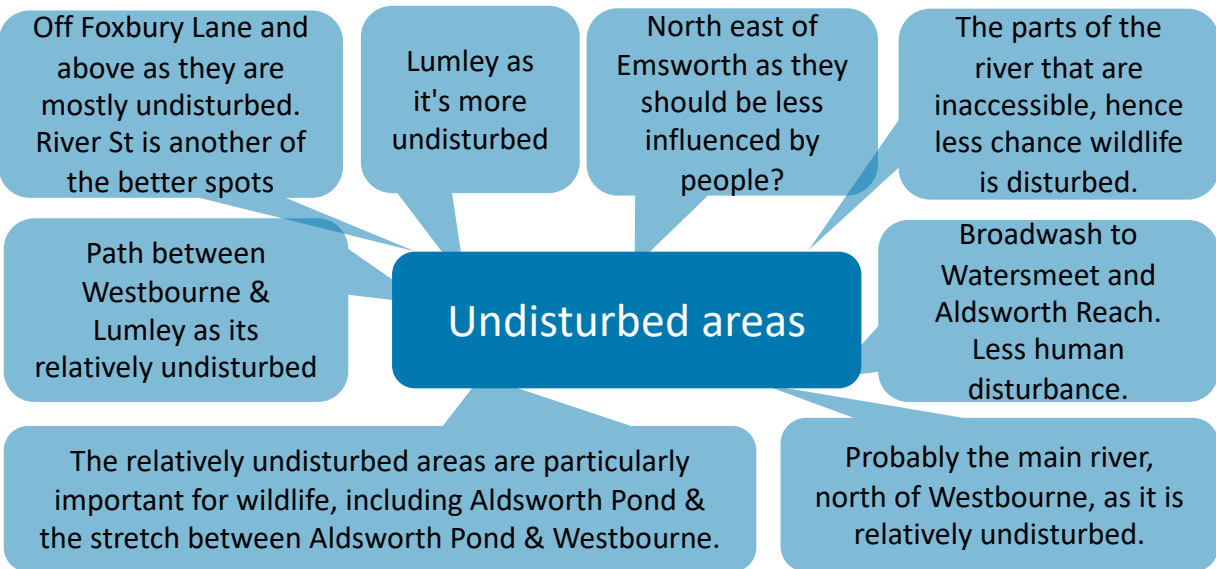 Off Foxbury Lane and
above as they are
mostly undisturbed.
River St is another of
the better spots
Lumley as
it's more
undisturbed
North east of
Emsworth as they
should be less
influenced by
people?
The parts of the
river that are
inaccessible, hence
less chance wildlife
is disturbed.
Path between
Westbourne &
Lumley as its
relatively undisturbed
Undisturbed areas
Broadwash to
Watersmeet and
Aldsworth Reach.
Less human
disturbance.
The relatively undisturbed areas are particularly
important for wildlife, including Aldsworth Pond &
the stretch between Aldsworth Pond & Westbourne.
Probably the main river,
north of Westbourne, as it is
relatively undisturbed.